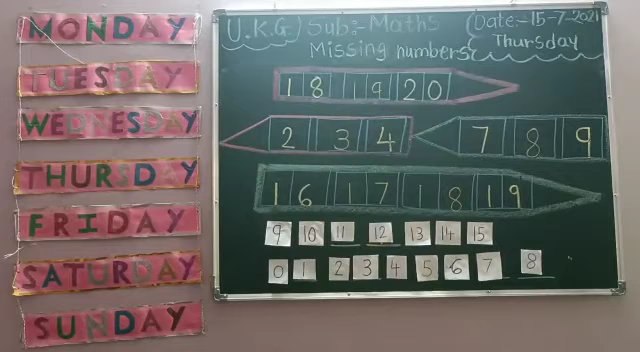 MONDAY
TUESDAY
WEDNESDAY
THURSDAY
FRIDAY
SATURDAY
SUNDAY
U.K.G Sub:- Maths Date:-15-7-2021
Missing numbers Thursday
18 19 20
2 3 4 7 8 9
16 17 18 19
9 10 11 12 13 14 15
0 1 2 3 4 5 6 7 8